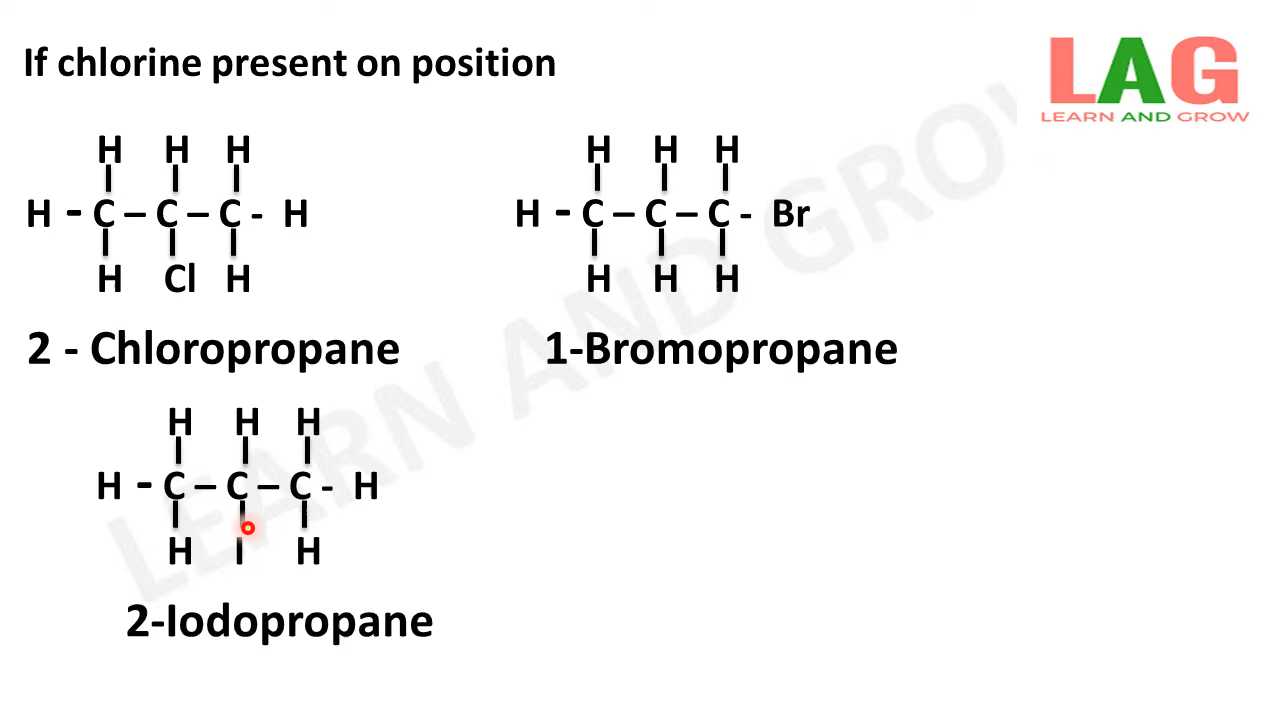 If chlorine present on position
LAG
LEARN AND GROW
H H H
H - C – C – C - H
H Cl H
2 - Chloropropane
H H H
H - C – C – C - Br
H H H
1-Bromopropane
H H H
H - C – C – C - H
H I H
2-Iodopropane
LEARN AND GROW